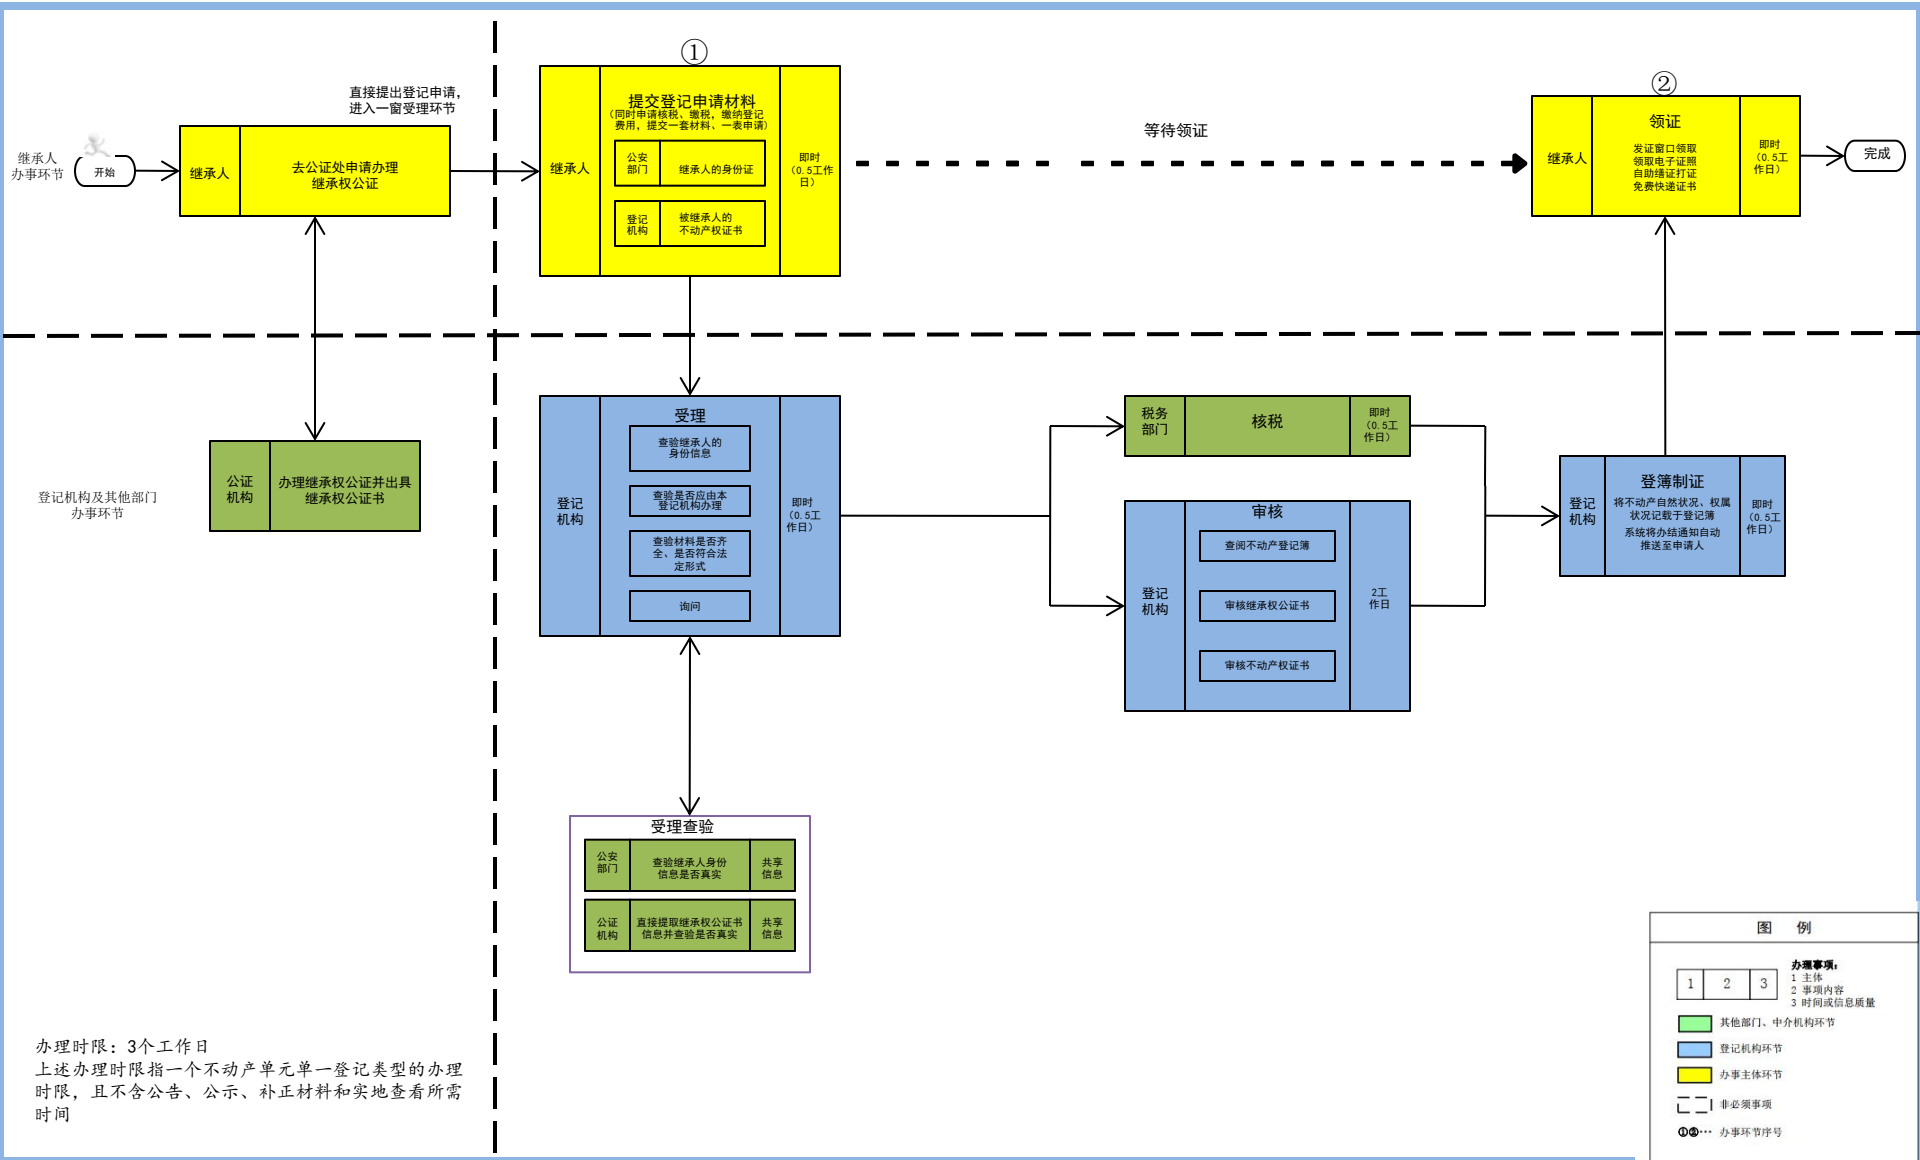 继承人
办事环节
开始
直接提出登记申请，
进入一窗受理环节
继承人
去公证处申请办理
继承权公证
①
继承人
提交登记申请材料
（同时申请核税、缴税，缴纳登记
费用，提交一套材料、一表申请）
公安
部门
继承人的身份证
登记
机构
被继承人的
不动产权证书
即时
（0.5工作
日）
等待领证
②
继承人
领证
发证窗口领取
领取电子证照
自助缮证打证
免费快递证书
即时
（0.5工
作日）
完成
登记机构及其他部门
办事环节
公证
机构
办理继承权公证并出具
继承权公证书
登记
机构
受理
查验继承人的
身份信息
查验是否应由本
登记机构办理
查验材料是否齐
全、是否符合法
定形式
询问
即时
（0.5工
作日）
税务
部门
核税
即时
（0.5工
作日）
登记
机构
审核
查阅不动产登记簿
审核继承权公证书
审核不动产权证书
2工
作日
登记
机构
登簿制证
将不动产自然状况、权属
状况记载于登记簿
系统将办结通知自动
推送至申请人
即时
（0.5工
作日）
受理查验
公安
部门
查验继承人身份
信息是否真实
共享
信息
公证
机构
直接提取继承权公证书
信息并查验是否真实
共享
信息
办理时限：3个工作日
上述办理时限指一个不动产单元单一登记类型的办理
时限，且不含公告、公示、补正材料和实地查看所需
时间
图 例
1 2 3
办理事项：
1 主体
2 事项内容
3 时间或信息质量
其他部门、中介机构环节
登记机构环节
办事主体环节
非必须事项
①②… 办事环节序号